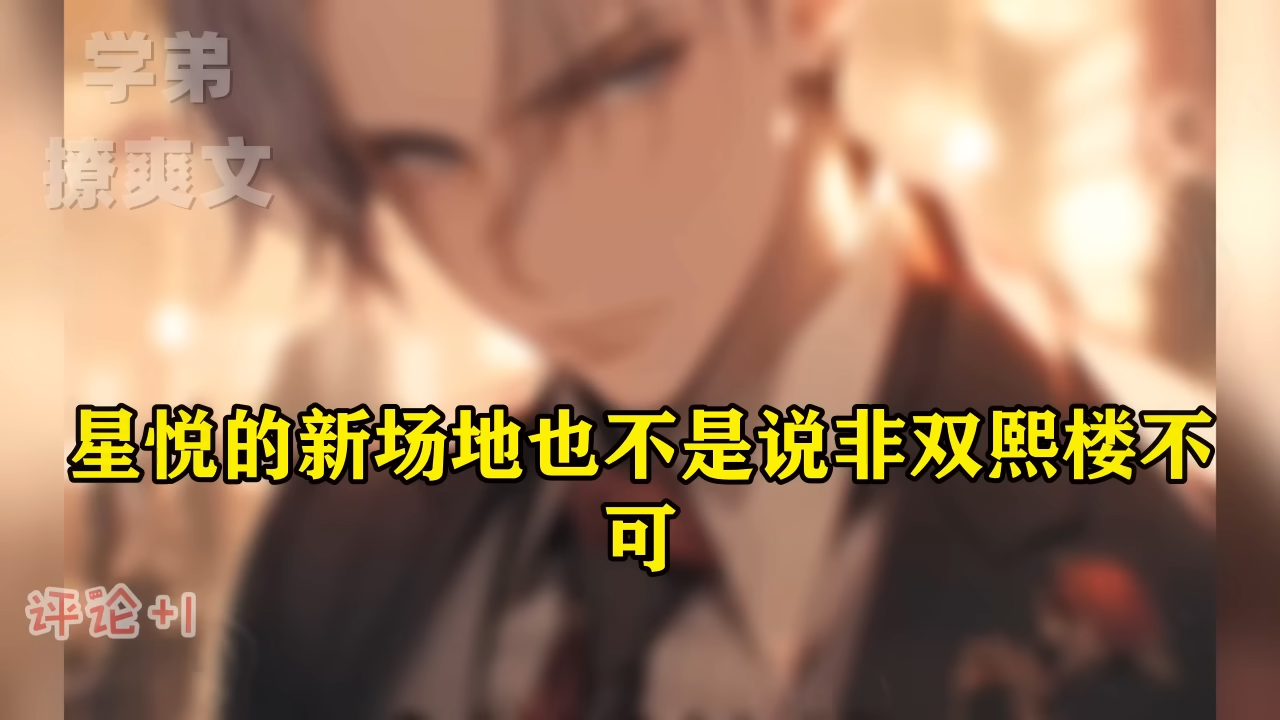 学弟
撩爽文
星悦的新场地也不是说非双熙楼不
可
评论+1